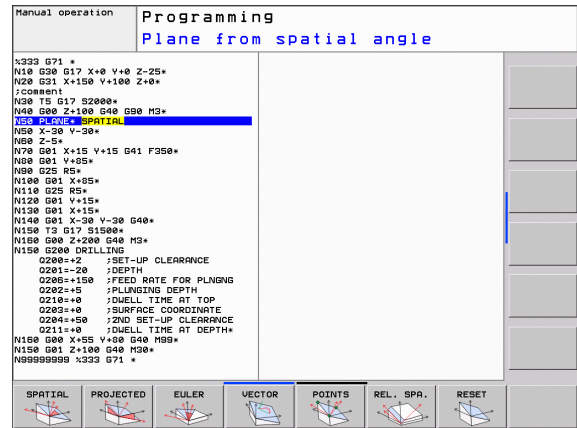 Manual operation
Programming
Plane from spatial angle
%333 G71 *
N10 G30 G17 X+0 Y+0 Z-25*
N20 G31 X+150 Y+100 Z+0*
;comment
N30 T5 G17 S2000*
N40 G00 Z+100 G40 G90 M3*
N50 PLANE* SPATIAL
N50 X-30 Y-30*
N60 Z-5*
N70 G01 X+15 Y+15 G41 F350*
N80 G01 Y+85*
N90 G25 R5*
N100 G01 X+85*
N110 G25 R5*
N120 G01 Y+15*
N130 G01 X+15*
N140 G01 X-30 Y-30 G40*
N150 T3 G17 S1500*
N160 G00 Z+200 G40 M3*
N150 G200 DRILLING
Q200=+2 ;SET-UP CLEARANCE
Q201=-20 ;DEPTH
Q206=+150 ;FEED RATE FOR PLNGNG
Q202=+5 ;PLUNGING DEPTH
Q210=+0 ;DWELL TIME AT TOP
Q203=+0 ;SURFACE COORDINATE
Q204=+50 ;2ND SET-UP CLEARANCE
Q211=+0 ;DWELL TIME AT DEPTH*
N160 G00 X+55 Y+80 G40 M99*
N150 G01 Z+100 G40 M30*
N99999999 %333 G71 *
SPATIAL PROJECTED EULER VECTOR POINTS REL. SPA. RESET